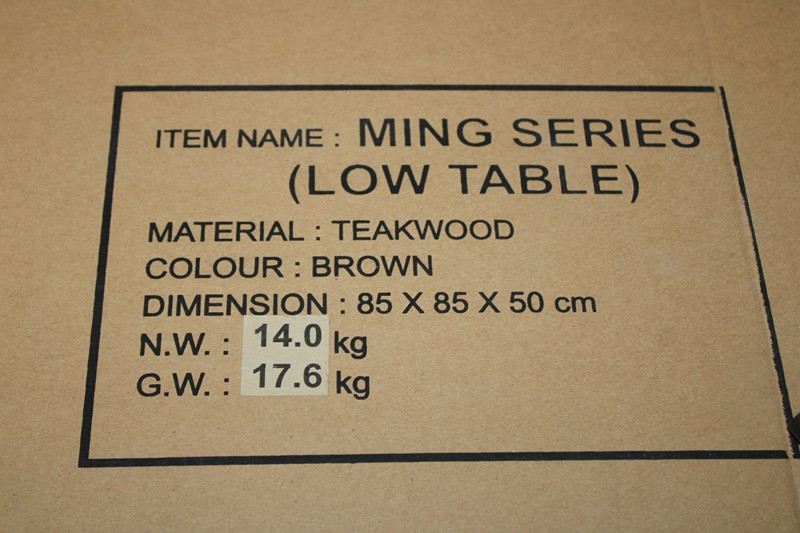 ITEM NAME : MING SERIES
(LOW TABLE)
MATERIAL : TEAKWOOD
COLOUR : BROWN
DIMENSION : 85 X 85 X 50 cm
N.W. : 14.0 kg
G.W. : 17.6 kg